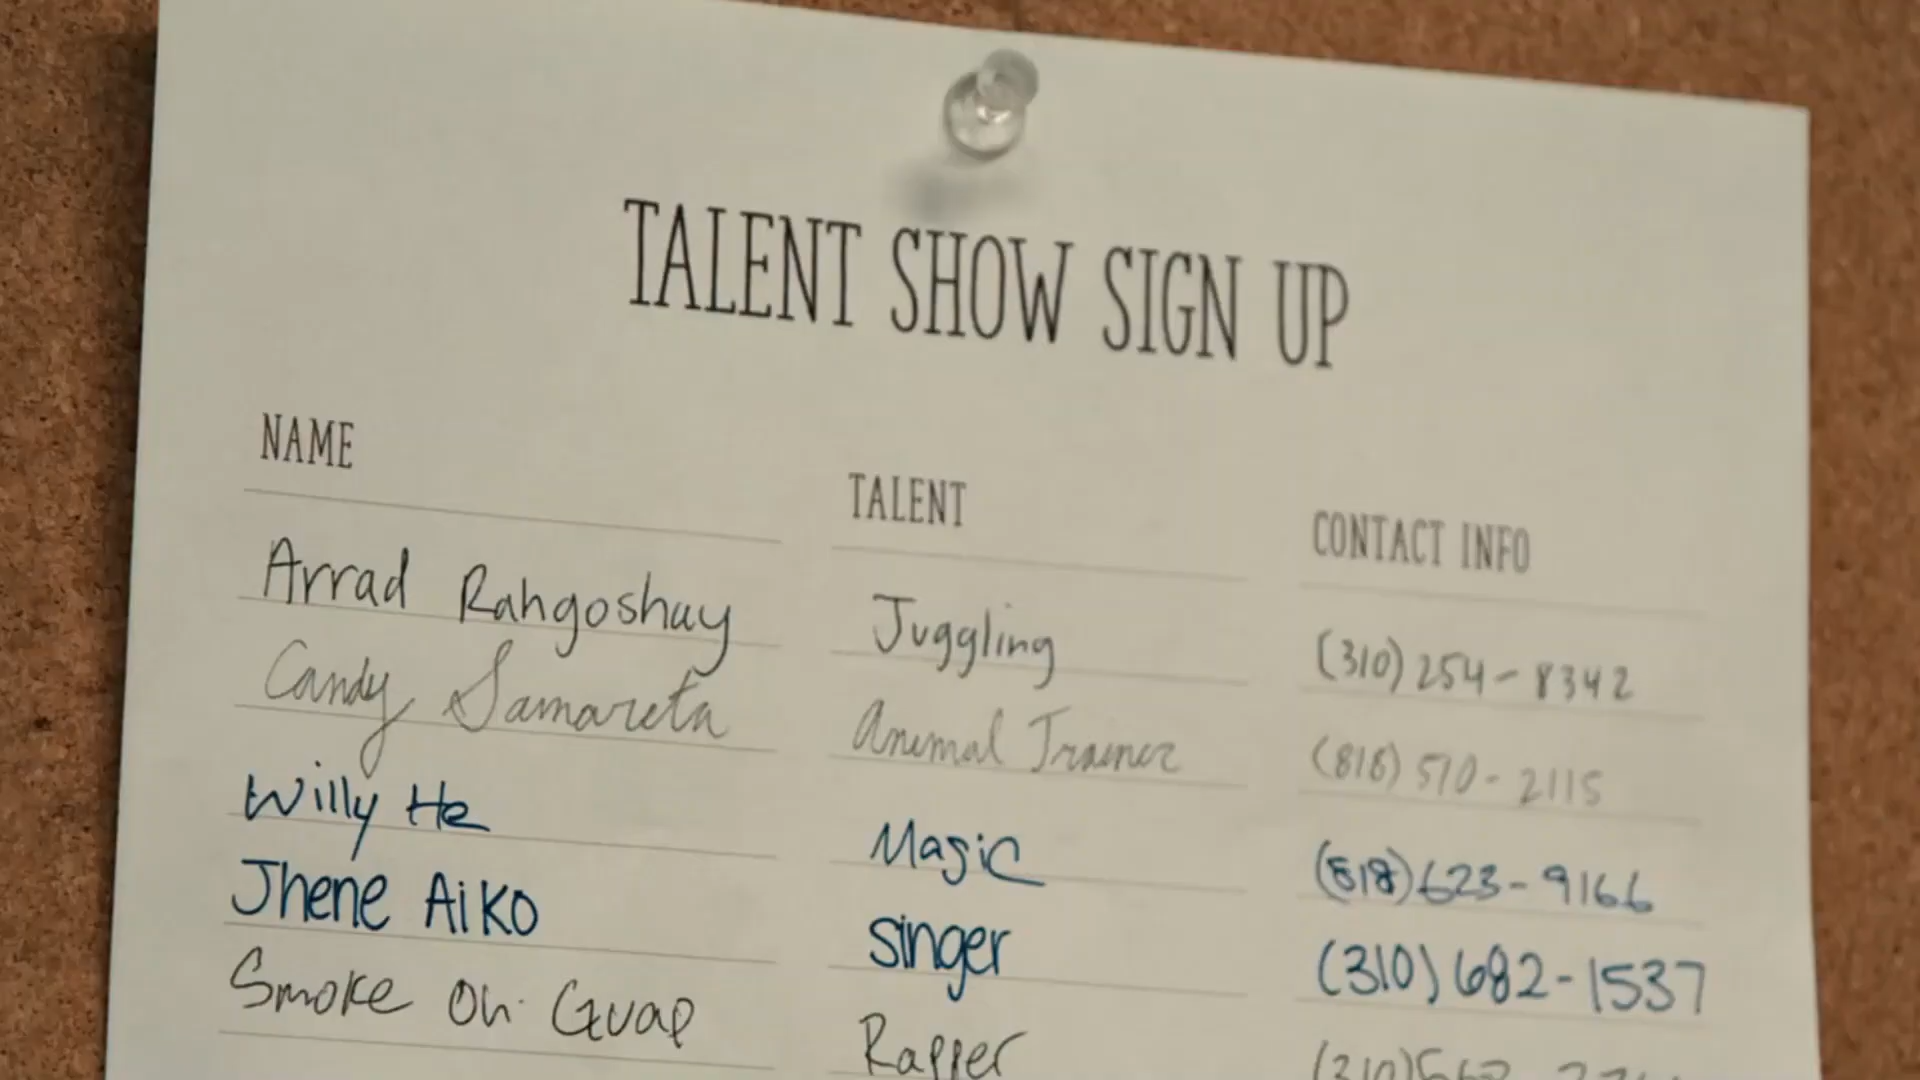 TALENT SHOW SIGN UP
NAME TALENT CONTACT INFO
Arrad Rahgoshay Juggling (310) 254-8342
Candy Samareta Animal Trainer (818) 570-2115
Willy He Magic (818) 623-9166
Jhene Aiko singer (310) 682-1537
Smoke Oh Guap Rapper